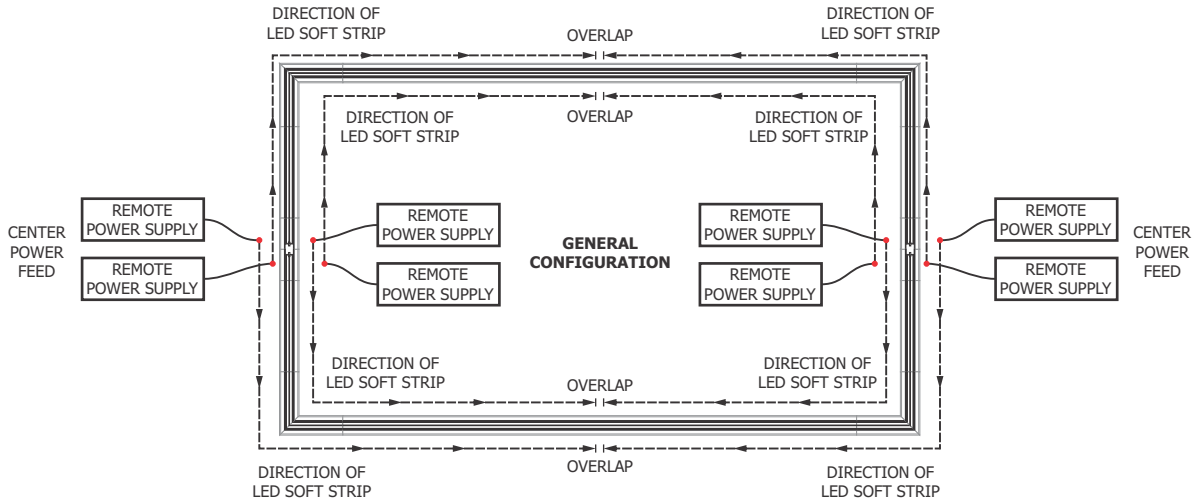 DIRECTION OF
LED SOFT STRIP
OVERLAP
DIRECTION OF
LED SOFT STRIP
DIRECTION OF
LED SOFT STRIP
OVERLAP
DIRECTION OF
LED SOFT STRIP
CENTER
POWER
FEED
REMOTE
POWER SUPPLY
REMOTE
POWER SUPPLY
REMOTE
POWER SUPPLY
REMOTE
POWER SUPPLY
GENERAL
CONFIGURATION
REMOTE
POWER SUPPLY
REMOTE
POWER SUPPLY
REMOTE
POWER SUPPLY
REMOTE
POWER SUPPLY
CENTER
POWER
FEED
DIRECTION OF
LED SOFT STRIP
OVERLAP
DIRECTION OF
LED SOFT STRIP
DIRECTION OF
LED SOFT STRIP
OVERLAP
DIRECTION OF
LED SOFT STRIP